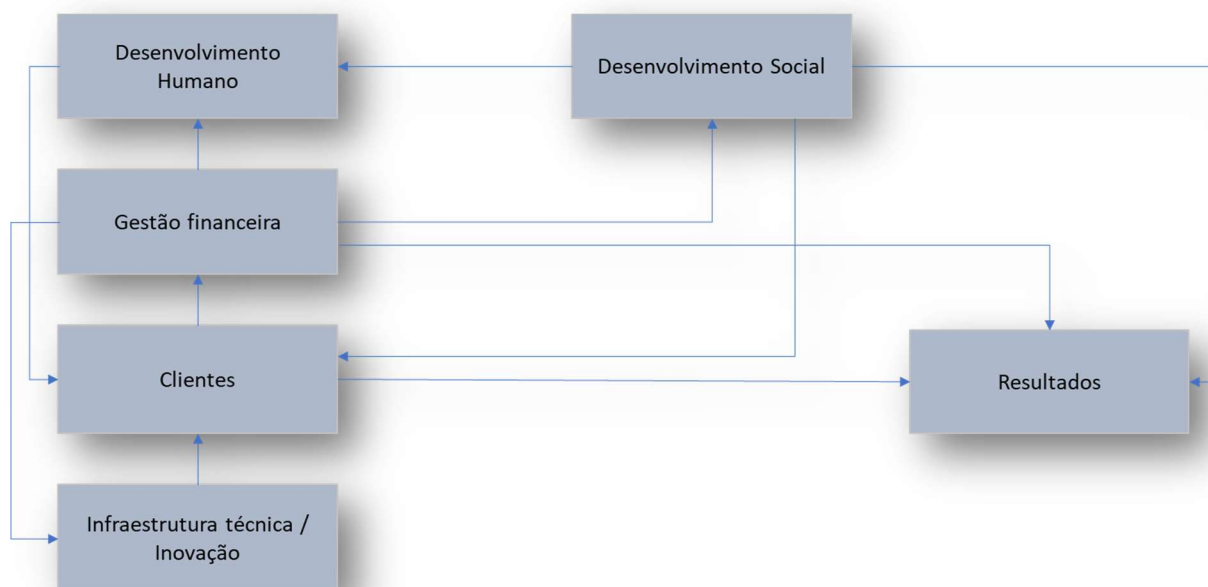 Desenvolvimento
Humano
Desenvolvimento Social
Gestão financeira
Clientes
Resultados
Infraestrutura técnica /
Inovação